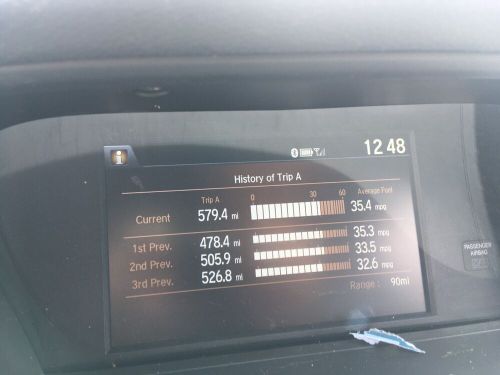 12 48
History of Trip A
Trip A 0 30 60 Average Fuel
Current 579.4 mi 35.4 mpg
1st Prev. 478.4 mi 35.3 mpg
2nd Prev. 505.9 mi 33.5 mpg
3rd Prev. 526.8 mi 32.6 mpg
Range : 90mi
PASSENGER
AIRBAG